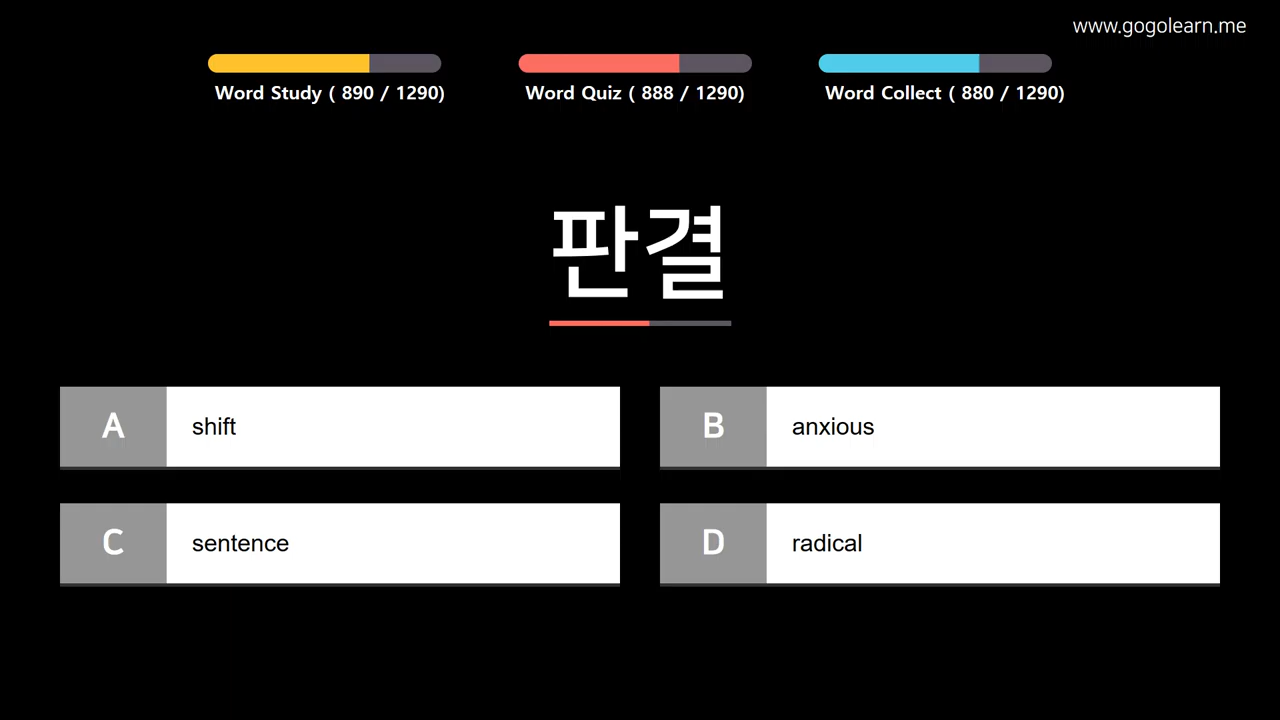 www.gogolearn.me
Word Study ( 890 / 1290)
Word Quiz ( 888 / 1290)
Word Collect ( 880 / 1290)
판결
A shift
B anxious
C sentence
D radical